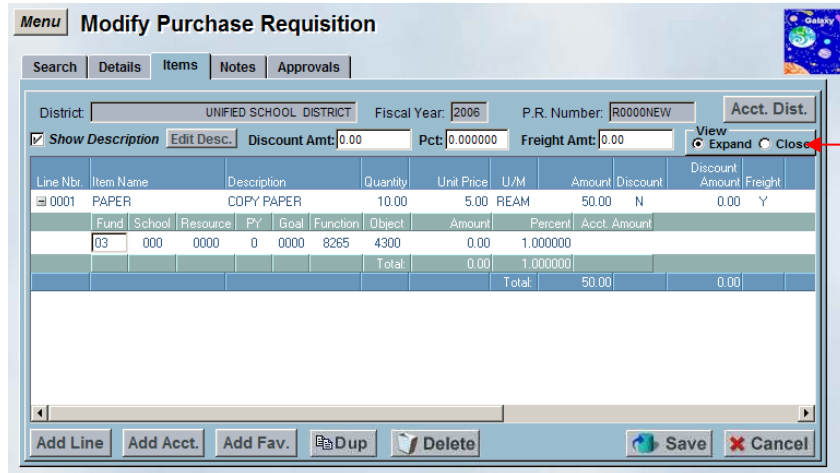 Menu Modify Purchase Requisition
Galaxy
Search Details Items Notes Approvals
District: UNIFIED SCHOOL DISTRICT Fiscal Year: 2006 P.R. Number: R0000NEW Acct. Dist.
Show Description Edit Desc. Discount Amt: 0.00 Pct: 0.000000 Freight Amt: 0.00 View Expand Close
Line Nbr. Item Name Description Quantity Unit Price U/M Amount Discount Discount Amount Freight
0001 PAPER COPY PAPER 10.00 5.00 REAM 50.00 N 0.00 Y
Fund School Resource PY Goal Function Object Amount Percent Acct. Amount
03 000 0000 0 0000 8265 4300 0.00 1.000000
Total: 0.00 1.000000
Total: 50.00 0.00
Add Line Add Acct. Add Fav. Dup Delete Save Cancel